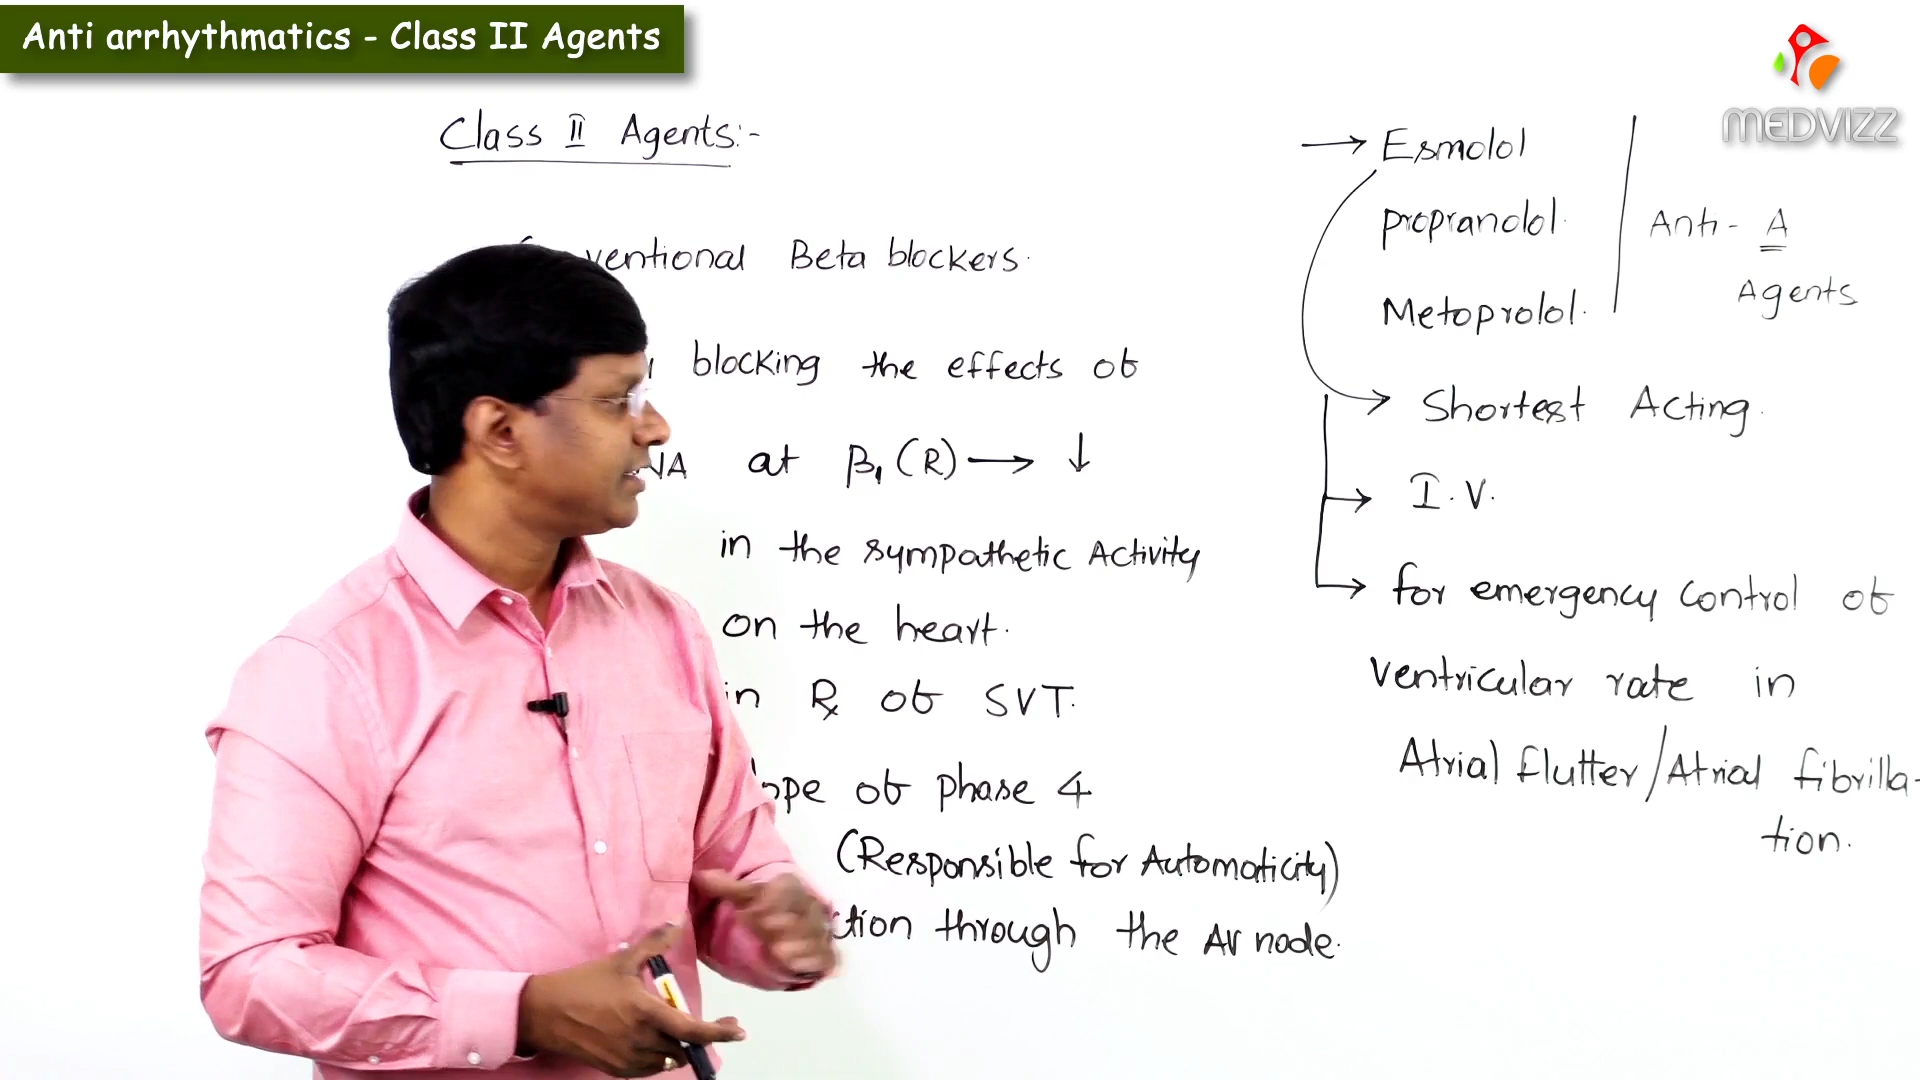 Anti arrhythmatics - Class II Agents
MEDVIZZ
Class II Agents:-
ventional Beta blockers.
blocking the effects of
NA at β₁ (R) → ↓
in the sympathetic Activity
on the heart.
in Rx of SVT.
lope of phase 4
(Responsible for Automaticity)
ction through the AV node.
→ Esmolol
propranolol.
Metoprolol.
Anti- A
Agents
→ Shortest Acting.
→ I.V.
→ for emergency control of
ventricular rate in
Atrial flutter/Atrial fibrilla-
tion.